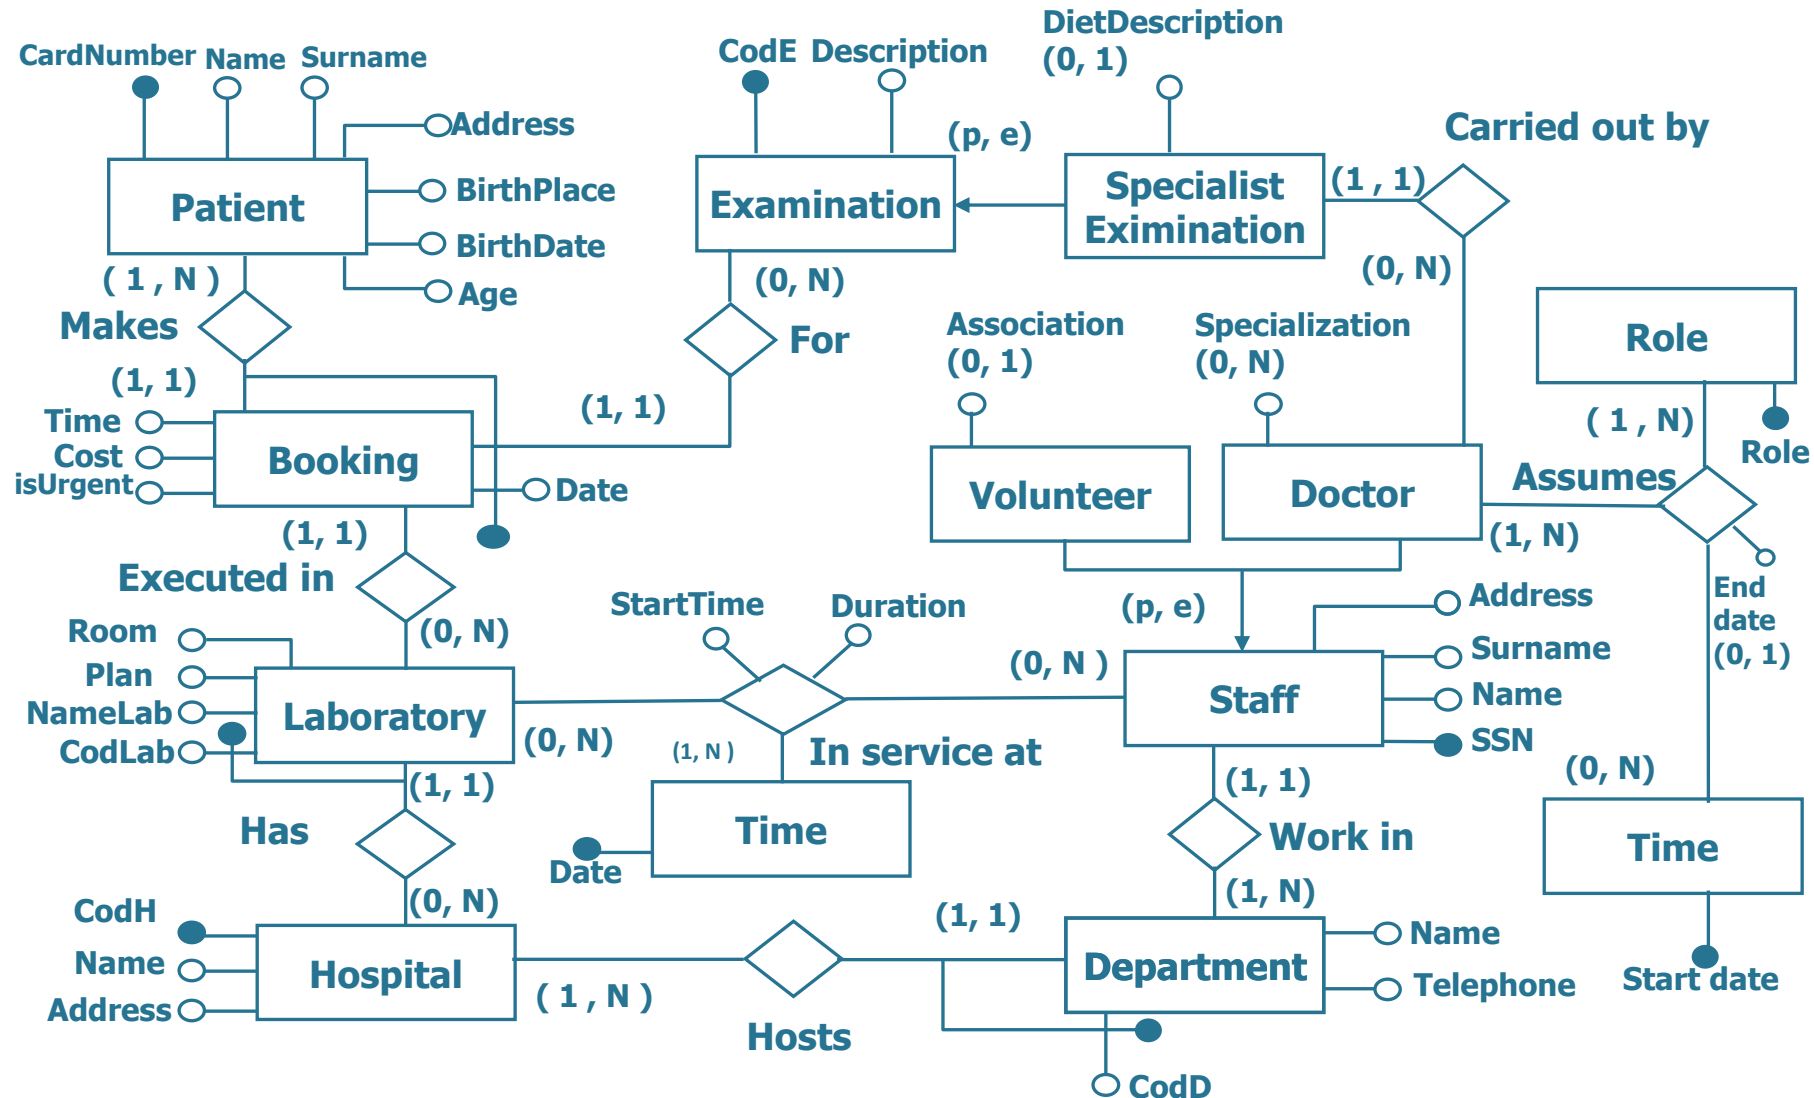 CardNumber
Name
Surname
Address
Patient
BirthPlace
BirthDate
Age
( 1 , N )
Makes
(1, 1)
Time
Cost
isUrgent
Booking
Date
(1, 1)
Executed in
(0, N)
CodE
Description
(p, e)
Examination
(0, N)
For
(1, 1)
DietDescription
(0, 1)
Specialist
Eximination
Carried out by
(1 , 1)
(0, N)
Association
(0, 1)
Volunteer
Specialization
(0, N)
Doctor
(p, e)
Role
( 1 , N)
Role
Assumes
(1, N)
End
date
(0, 1)
(0, N)
Time
Start date
Room
Plan
NameLab
CodLab
Laboratory
(0, N)
(1, 1)
Has
(0, N)
StartTime
Duration
In service at
(1, N )
Time
Date
(0, N )
Staff
Address
Surname
Name
SSN
(1, 1)
Work in
(1, N)
CodH
Name
Address
Hospital
( 1 , N )
Hosts
(1, 1)
Department
Name
Telephone
CodD